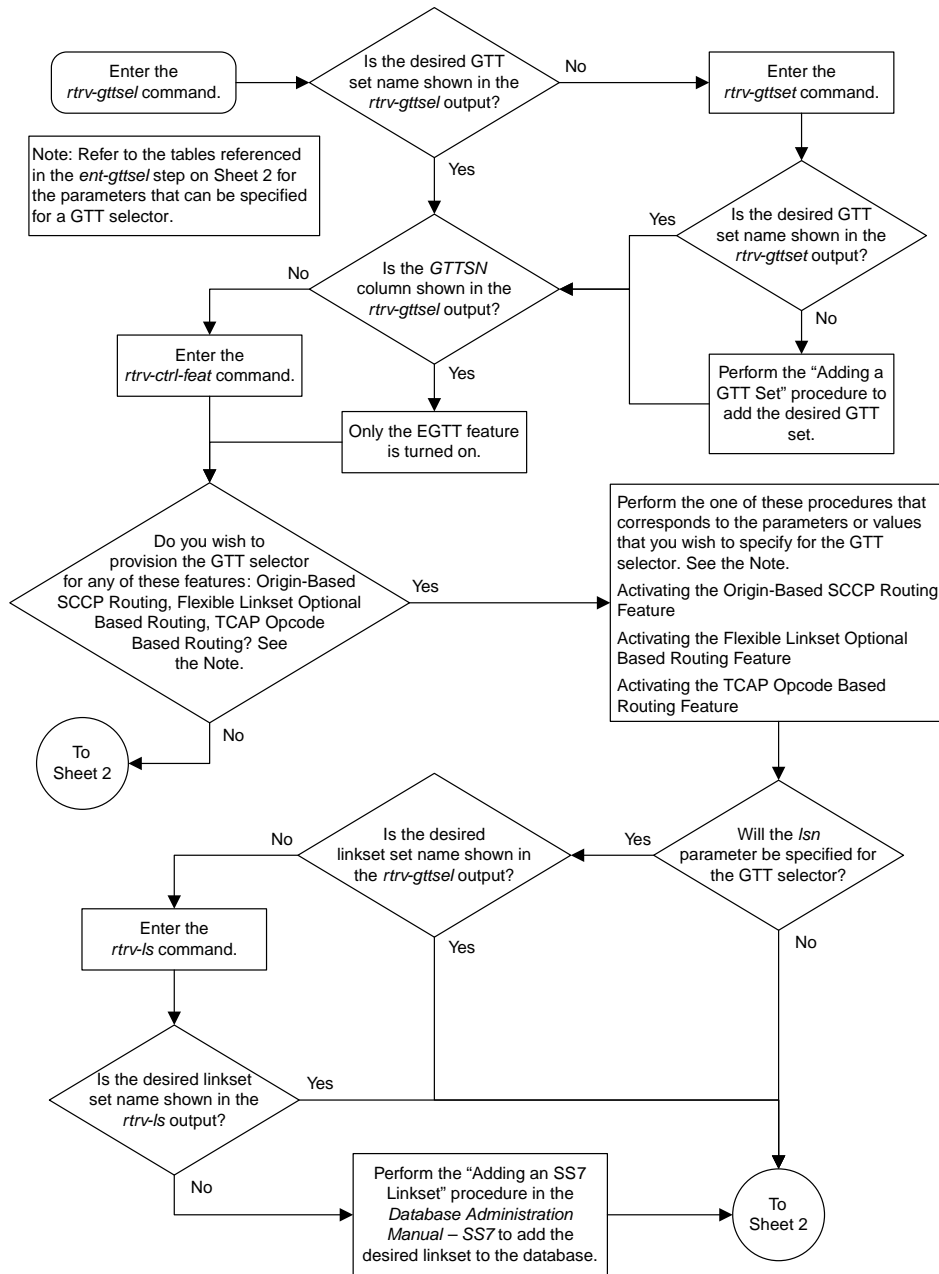 Enter the
rtrv-gttsel command.
Is the desired GTT
set name shown in the
rtrv-gttsel output?
No
Enter the
rtrv-gttset command.
Note: Refer to the tables referenced
in the ent-gttsel step on Sheet 2 for
the parameters that can be specified
for a GTT selector.
Yes
Yes
Is the desired GTT
set name shown in the
rtrv-gttset output?
No
Is the GTTSN
column shown in the
rtrv-gttsel output?
No
Enter the
rtrv-ctrl-feat command.
Yes
Perform the “Adding a
GTT Set” procedure to
add the desired GTT
set.
Only the EGTT feature
is turned on.
Do you wish to
provision the GTT selector
for any of these features: Origin-Based
SCCP Routing, Flexible Linkset Optional
Based Routing, TCAP Opcode
Based Routing? See
the Note.
Yes
Perform the one of these procedures that
corresponds to the parameters or values
that you wish to specify for the GTT
selector. See the Note.
Activating the Origin-Based SCCP Routing
Feature
Activating the Flexible Linkset Optional
Based Routing Feature
Activating the TCAP Opcode Based
Routing Feature
No
To
Sheet 2
Will the lsn
parameter be specified for
the GTT selector?
Yes
Is the desired
linkset set name shown in
the rtrv-gttsel output?
No
Enter the
rtrv-ls command.
Yes
No
Is the desired linkset
set name shown in the
rtrv-ls output?
Yes
No
Perform the “Adding an SS7
Linkset” procedure in the
Database Administration
Manual – SS7 to add the
desired linkset to the database.
To
Sheet 2